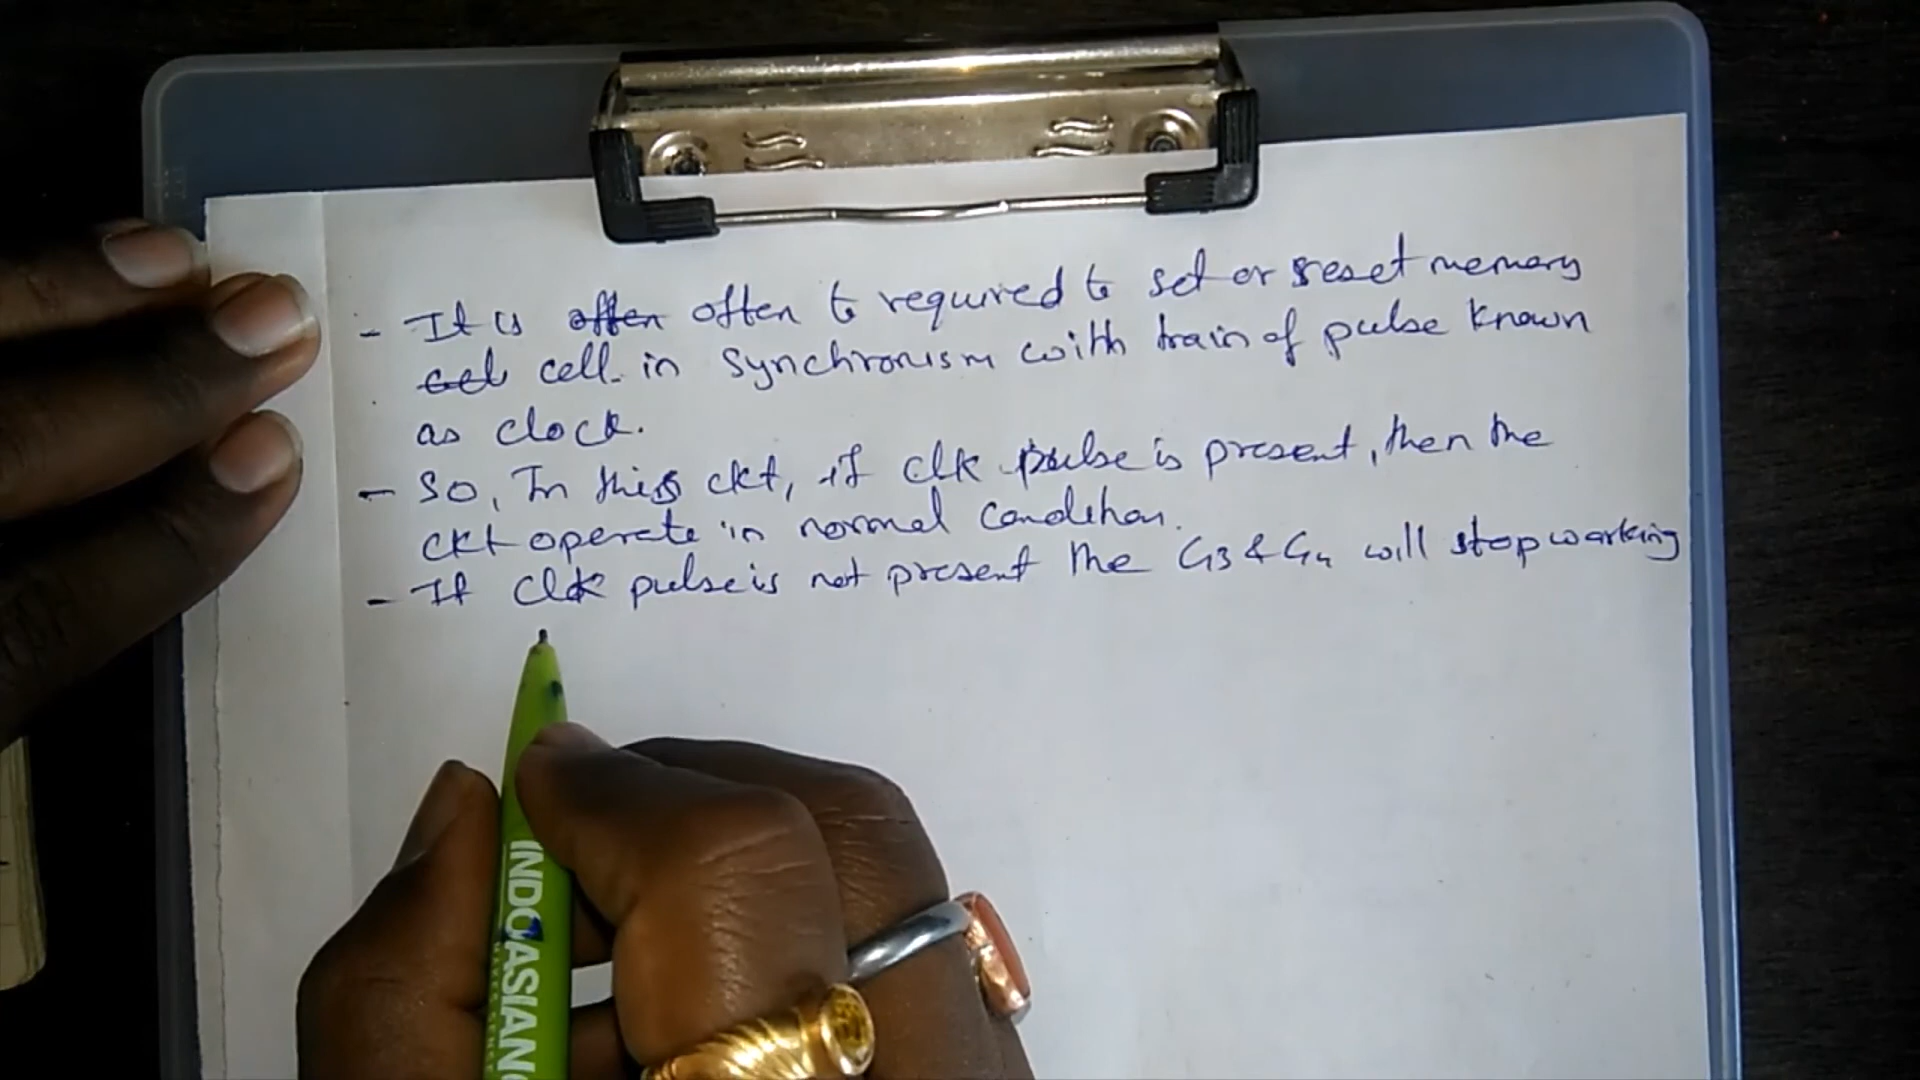 - It is often often to required to set or reset memory
cel cell in synchronism with train of pulse known
as clock.
- So, In this ckt, if clk pulse is present, then the
ckt operate in normal condition.
- If clk pulse is not present the G3 & G4 will stop working
INDOASIAN